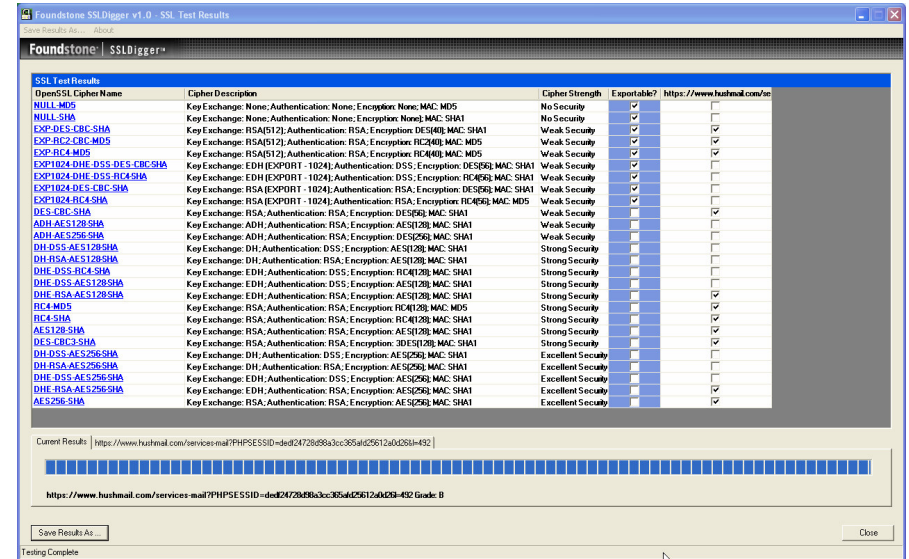 Foundstone SSLDigger v1.0 - SSL Test Results
Save Results As... About
Foundstone | SSLDigger™
SSL Test Results
OpenSSL Cipher Name Cipher Description Cipher Strength Exportable? https://www.hushmail.com/se
NULL-MD5 Key Exchange: None; Authentication: None; Encryption: None; MAC: MD5 No Security
NULL-SHA Key Exchange: None; Authentication: None; Encryption: None}; MAC: SHA1 No Security
EXP-DES-CBC-SHA Key Exchange: RSA(512); Authentication: RSA; Encryption: DES(40); MAC: SHA1 Weak Security
EXP-RC2-CBC-MD5 Key Exchange: RSA(512); Authentication: RSA; Encryption: RC2(40); MAC: MD5 Weak Security
EXP-RC4-MD5 Key Exchange: RSA(512); Authentication: RSA; Encryption: RC4(40); MAC: MD5 Weak Security
EXP1024-DHE-DSS-DES-CBC-SHA Key Exchange: EDH (EXPORT - 1024); Authentication: DSS; Encryption: DES(56); MAC: SHA1 Weak Security
EXP1024-DHE-DSS-RC4-SHA Key Exchange: EDH (EXPORT - 1024); Authentication: DSS; Encryption: RC4(56); MAC: SHA1 Weak Security
EXP1024-DES-CBC-SHA Key Exchange: RSA (EXPORT - 1024); Authentication: RSA; Encryption: DES(56); MAC: SHA1 Weak Security
EXP1024-RC4-SHA Key Exchange: RSA (EXPORT - 1024); Authentication: RSA; Encryption: RC4(56); MAC: MD5 Weak Security
DES-CBC-SHA Key Exchange: RSA; Authentication: RSA; Encryption: DES(56); MAC: SHA1 Weak Security
ADH-AES128-SHA Key Exchange: ADH; Authentication: RSA; Encryption: AES(128); MAC: SHA1 Weak Security
ADH-AES256-SHA Key Exchange: ADH; Authentication: RSA; Encryption: DES(256); MAC: SHA1 Weak Security
DH-DSS-AES128-SHA Key Exchange: DH; Authentication: DSS; Encryption: AES(128); MAC: SHA1 Strong Security
DH-RSA-AES128-SHA Key Exchange: DH; Authentication: RSA; Encryption: AES(128); MAC: SHA1 Strong Security
DHE-DSS-RC4-SHA Key Exchange: EDH; Authentication: DSS; Encryption: RC4(128); MAC: SHA1 Strong Security
DHE-DSS-AES128-SHA Key Exchange: EDH; Authentication: DSS; Encryption: AES(128); MAC: SHA1 Strong Security
DHE-RSA-AES128-SHA Key Exchange: EDH; Authentication: RSA; Encryption: AES(128); MAC: SHA1 Strong Security
RC4-MD5 Key Exchange: RSA; Authentication: RSA; Encryption: RC4(128); MAC: MD5 Strong Security
RC4-SHA Key Exchange: RSA; Authentication: RSA; Encryption: RC4(128); MAC: SHA1 Strong Security
AES128-SHA Key Exchange: RSA; Authentication: RSA; Encryption: AES(128); MAC: SHA1 Strong Security
DES-CBC3-SHA Key Exchange: RSA; Authentication: RSA; Encryption: 3DES(128); MAC: SHA1 Strong Security
DH-DSS-AES256-SHA Key Exchange: DH; Authentication: DSS; Encryption: AES(256); MAC: SHA1 Excellent Security
DH-RSA-AES256-SHA Key Exchange: DH; Authentication: RSA; Encryption: AES(256); MAC: SHA1 Excellent Security
DHE-DSS-AES256-SHA Key Exchange: EDH; Authentication: DSS; Encryption: AES(256); MAC: SHA1 Excellent Security
DHE-RSA-AES256-SHA Key Exchange: EDH; Authentication: RSA; Encryption: AES(256); MAC: SHA1 Excellent Security
AES256-SHA Key Exchange: RSA; Authentication: RSA; Encryption: AES(256); MAC: SHA1 Excellent Security
Current Results https://www.hushmail.com/services-mail?PHPSESSID=dedf24728d98a3cc365afd25612a0d26&l=492
https://www.hushmail.com/services-mail?PHPSESSID=dedf24728d98a3cc365afd25612a0d26l=492 Grade: B
Save Results As ... Close
Testing Complete